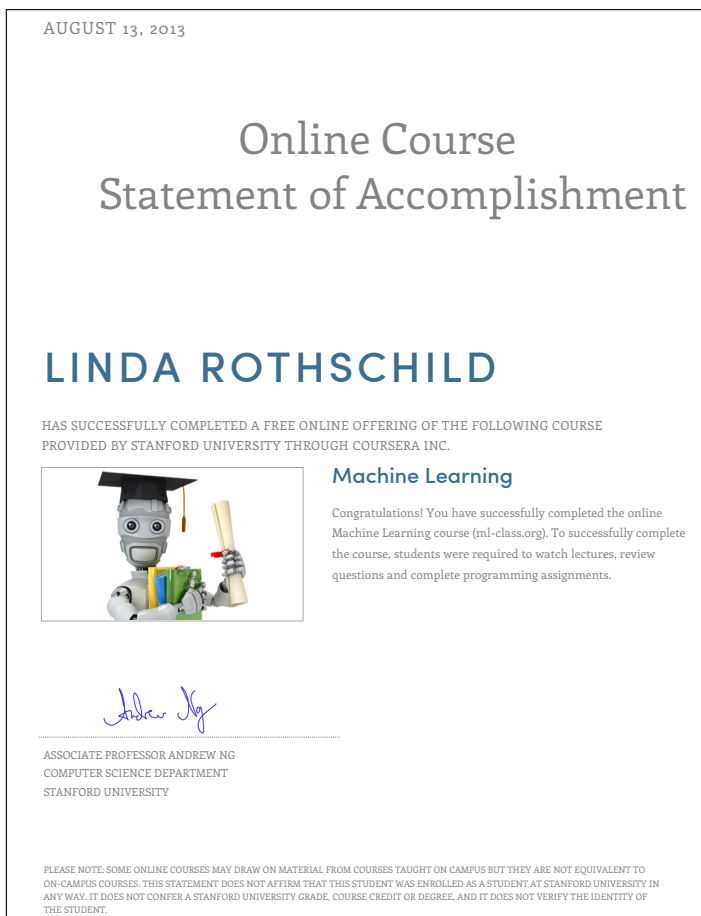 AUGUST 13, 2013
Online Course
Statement of Accomplishment
LINDA ROTHSCHILD
HAS SUCCESSFULLY COMPLETED A FREE ONLINE OFFERING OF THE FOLLOWING COURSE
PROVIDED BY STANFORD UNIVERSITY THROUGH COURSERA INC.
Machine Learning
Congratulations! You have successfully completed the online
Machine Learning course (ml-class.org). To successfully complete
the course, students were required to watch lectures, review
questions and complete programming assignments.
Andrew Ng
ASSOCIATE PROFESSOR ANDREW NG
COMPUTER SCIENCE DEPARTMENT
STANFORD UNIVERSITY
PLEASE NOTE: SOME ONLINE COURSES MAY DRAW ON MATERIAL FROM COURSES TAUGHT ON CAMPUS BUT THEY ARE NOT EQUIVALENT TO
ON-CAMPUS COURSES. THIS STATEMENT DOES NOT AFFIRM THAT THIS STUDENT WAS ENROLLED AS A STUDENT AT STANFORD UNIVERSITY IN
ANY WAY. IT DOES NOT CONFER A STANFORD UNIVERSITY GRADE, COURSE CREDIT OR DEGREE, AND IT DOES NOT VERIFY THE IDENTITY OF
THE STUDENT.